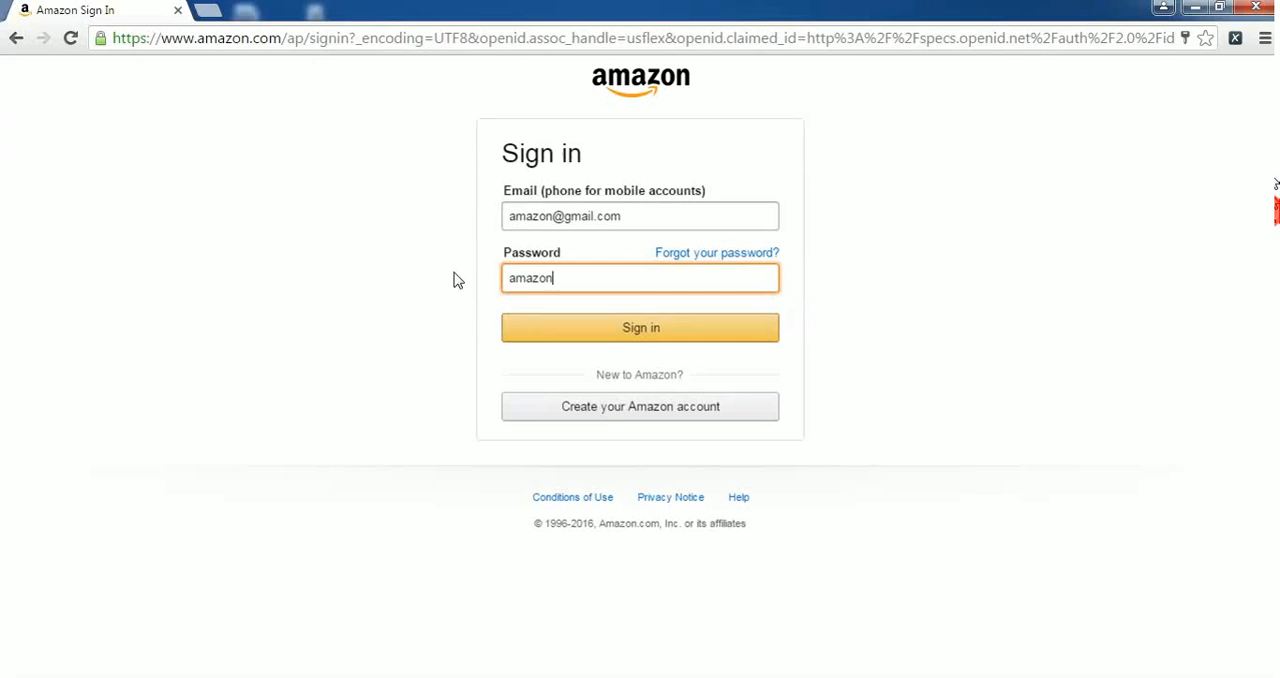 Amazon Sign In
https://www.amazon.com/ap/signin?_encoding=UTF8&openid.assoc_handle=usflex&openid.claimed_id=http%3A%2F%2Fspecs.openid.net%2Fauth%2F2.0%2Fid
amazon
Sign in
Email (phone for mobile accounts)
amazon@gmail.com
Password Forgot your password?
amazon
Sign in
New to Amazon?
Create your Amazon account
Conditions of Use Privacy Notice Help
© 1996-2016, Amazon.com, Inc. or its affiliates